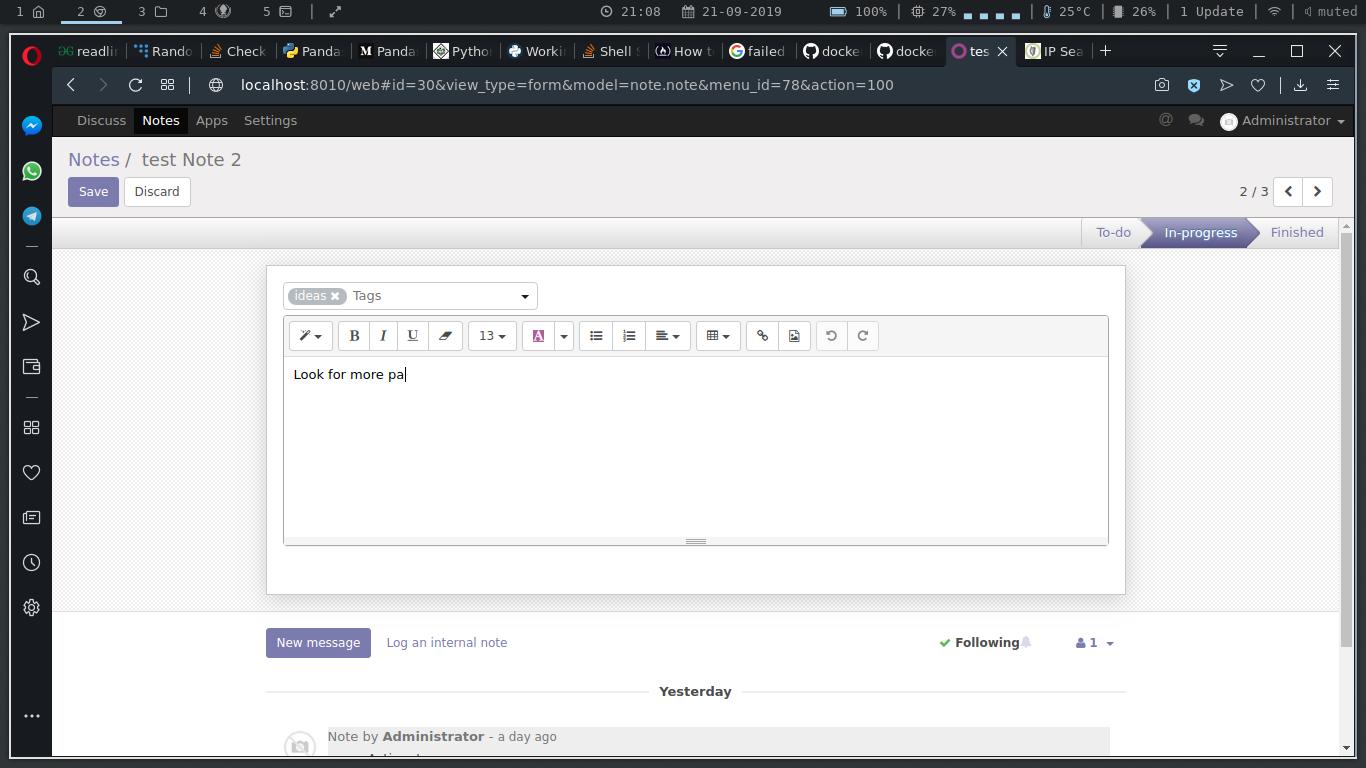 1 2 3 4 5 21:08 21-09-2019 100% 27% 25°C 26% 1 Update muted
readli Rando Check Panda Panda Pytho Worki Shell How t failed docke docke tes IP Sea
localhost:8010/web#id=30&view_type=form&model=note.note&menu_id=78&action=100
Discuss Notes Apps Settings @ Administrator
Notes / test Note 2
Save Discard 2 / 3
To-do In-progress Finished
ideas Tags
B I U 13 A
Look for more pa
New message Log an internal note Following 1
Yesterday
Note by Administrator - a day ago